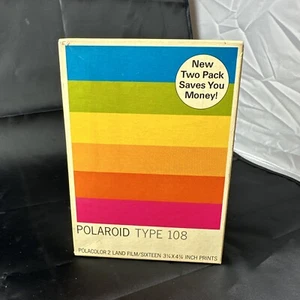 New
Two Pack
Saves You
Money!
POLAROID TYPE 108
POLACOLOR 2 LAND FILM/SIXTEEN 3¼X4¼ INCH PRINTS